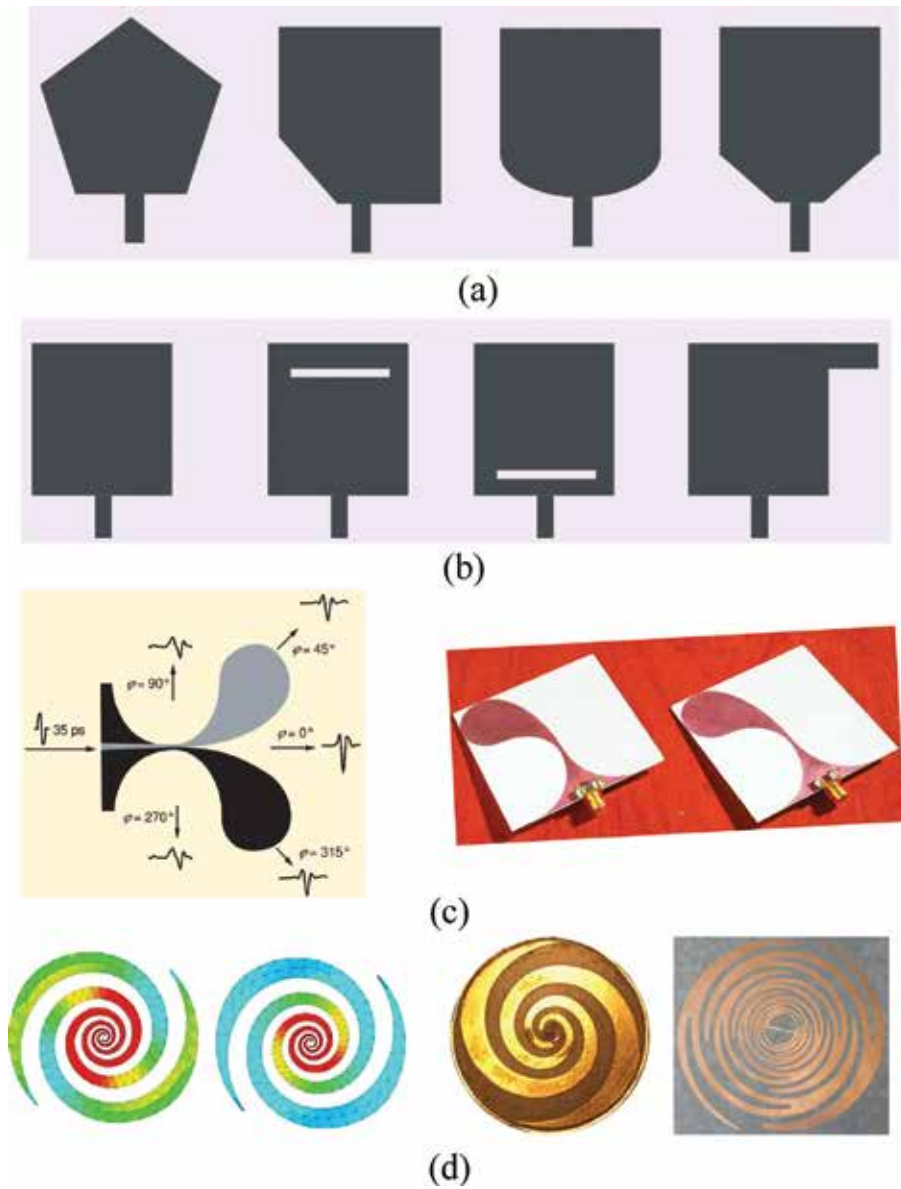 (a)
(b)
φ = 45°
φ = 90°
35 ps
φ = 0°
φ = 270°
φ = 315°
(c)
(d)